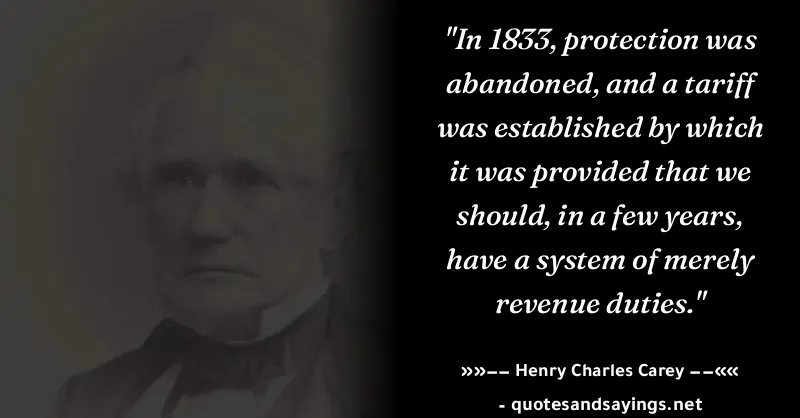 "In 1833, protection was
abandoned, and a tariff
was established by which
it was provided that we
should, in a few years,
have a system of merely
revenue duties."
»»–– Henry Charles Carey ––««
- quotesandsayings.net